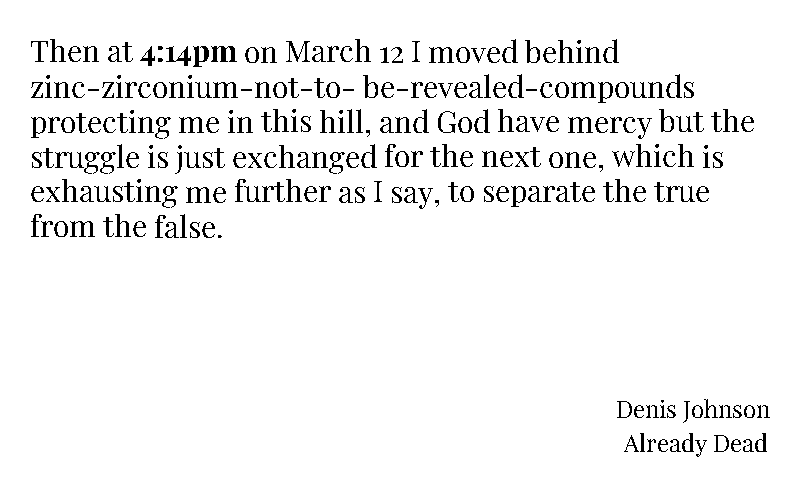 Then at 4:14pm on March 12 I moved behind
zinc-zirconium-not-to- be-revealed-compounds
protecting me in this hill, and God have mercy but the
struggle is just exchanged for the next one, which is
exhausting me further as I say, to separate the true
from the false.
Denis Johnson
Already Dead